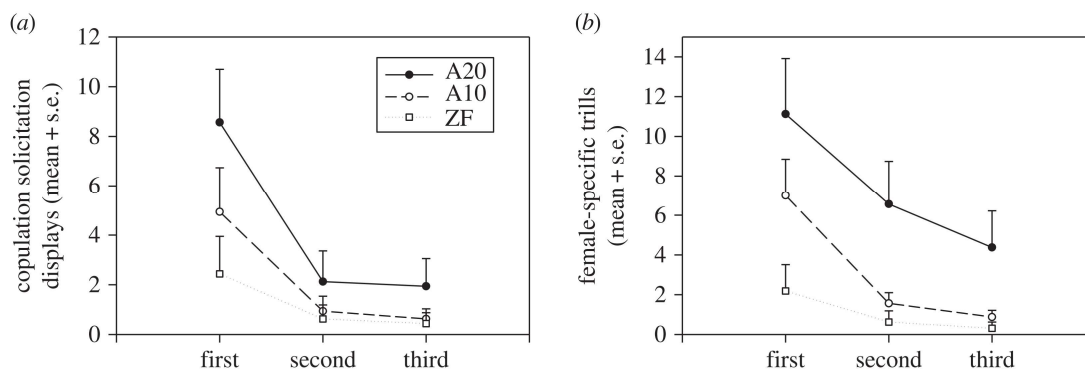 (a)
12
10
8
6
4
2
0
copulation solicitation
displays (mean + s.e.)
A20
A10
ZF
first second third
(b)
14
12
10
8
6
4
2
0
female-specific trills
(mean + s.e.)
first second third